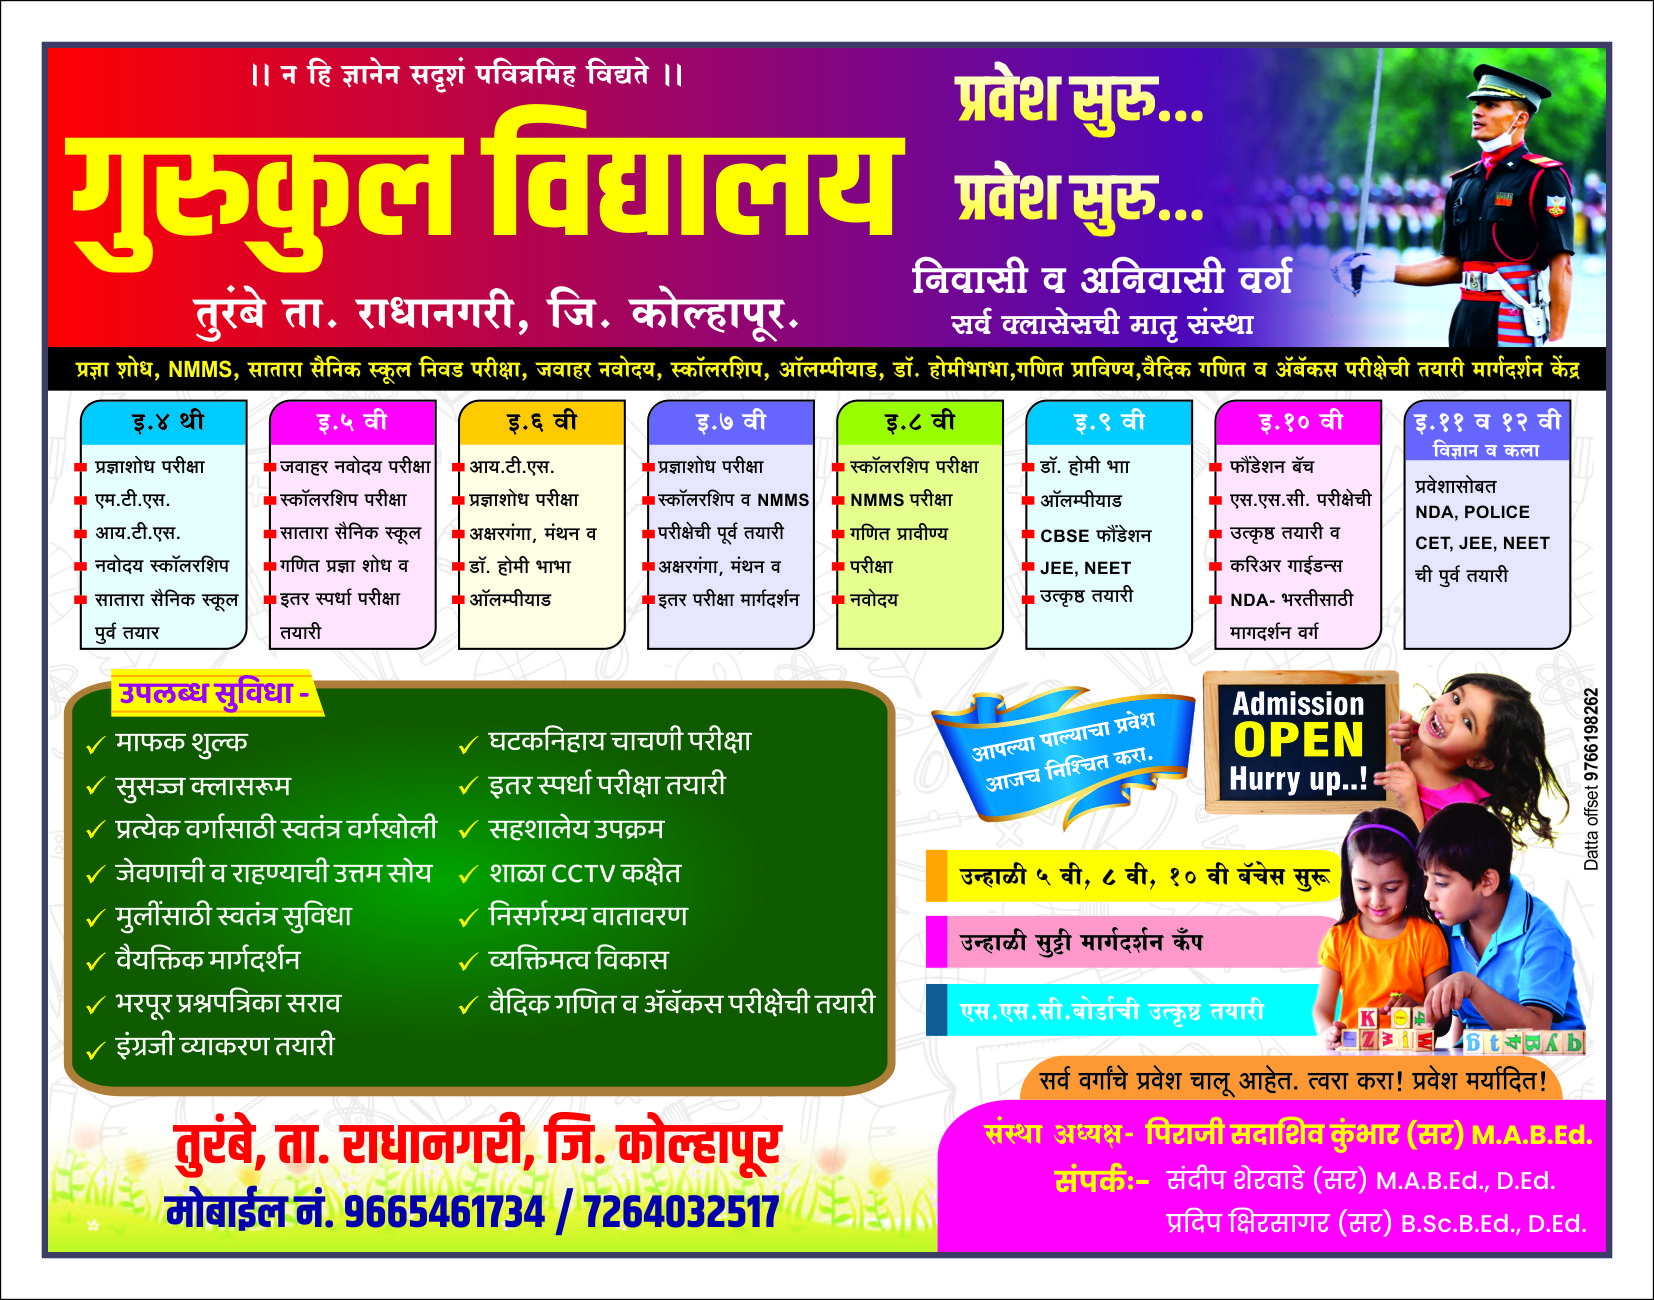 ।। न हि ज्ञानेन सदृशं पवित्रमिह विद्यते ।।
गुरुकुल विद्यालय
तुरंबे ता. राधानगरी, जि. कोल्हापूर.
प्रवेश सुरु...
प्रवेश सुरु...
निवासी व अनिवासी वर्ग
सर्व क्लासेसची मातृ संस्था
प्रज्ञा शोध, NMMS, सातारा सैनिक स्कूल निवड परीक्षा, जवाहर नवोदय, स्कॉलरशिप, ऑलम्पीयाड, डॉ. होमीभाभा,गणित प्राविण्य,वैदिक गणित व ॲबॅकस परीक्षेची तयारी मार्गदर्शन केंद्र
इ.४ थी
प्रज्ञाशोध परीक्षा
एम.टी.एस.
आय.टी.एस.
नवोदय स्कॉलरशिप
सातारा सैनिक स्कूल
पुर्व तयार
इ.५ वी
जवाहर नवोदय परीक्षा
स्कॉलरशिप परीक्षा
सातारा सैनिक स्कूल
गणित प्रज्ञा शोध व
इतर स्पर्धा परीक्षा
तयारी
इ.६ वी
आय.टी.एस.
प्रज्ञाशोध परीक्षा
अक्षरगंगा, मंथन व
डॉ. होमी भाभा
ऑलम्पीयाड
इ.७ वी
प्रज्ञाशोध परीक्षा
स्कॉलरशिप व NMMS
परीक्षेची पूर्व तयारी
अक्षरगंगा, मंथन व
इतर परीक्षा मार्गदर्शन
इ.८ वी
स्कॉलरशिप परीक्षा
NMMS परीक्षा
गणित प्रावीण्य
परीक्षा
नवोदय
इ.९ वी
डॉ. होमी भाा
ऑलम्पीयाड
CBSE फौंडेशन
JEE, NEET
उत्कृष्ठ तयारी
इ.१० वी
फौंडेशन बॅच
एस.एस.सी. परीक्षेची
उत्कृष्ठ तयारी व
करिअर गाईडन्स
NDA- भरतीसाठी
मागदर्शन वर्ग
इ.११ व १२ वी
विज्ञान व कला
प्रवेशासोबत
NDA, POLICE
CET, JEE, NEET
ची पुर्व तयारी
उपलब्ध सुविधा -
माफक शुल्क
सुसज्ज क्लासरूम
प्रत्येक वर्गासाठी स्वतंत्र वर्गखोली
जेवणाची व राहण्याची उत्तम सोय
मुलींसाठी स्वतंत्र सुविधा
वैयक्तिक मार्गदर्शन
भरपूर प्रश्नपत्रिका सराव
इंग्रजी व्याकरण तयारी
घटकनिहाय चाचणी परीक्षा
इतर स्पर्धा परीक्षा तयारी
सहशालेय उपक्रम
शाळा CCTV कक्षेत
निसर्गरम्य वातावरण
व्यक्तिमत्व विकास
वैदिक गणित व ॲबॅकस परीक्षेची तयारी
आपल्या पाल्याचा प्रवेश
आजच निश्चित करा.
Admission
OPEN
Hurry up..!
Datta offset 9766198262
उन्हाळी ५ वी, ८ वी, १० वी बॅचेस सुरू
उन्हाळी सुट्टी मार्गदर्शन कँप
एस.एस.सी.बोर्डाची उत्कृष्ठ तयारी
सर्व वर्गांचे प्रवेश चालू आहेत. त्वरा करा! प्रवेश मर्यादित!
तुरंबे, ता. राधानगरी, जि. कोल्हापूर
मोबाईल नं. 9665461734 / 7264032517
संस्था अध्यक्ष- पिराजी सदाशिव कुंभार (सर) M.A.B.Ed.
संपर्कः- संदीप शेरवाडे (सर) M.A.B.Ed., D.Ed.
प्रदिप क्षिरसागर (सर) B.Sc.B.Ed., D.Ed.